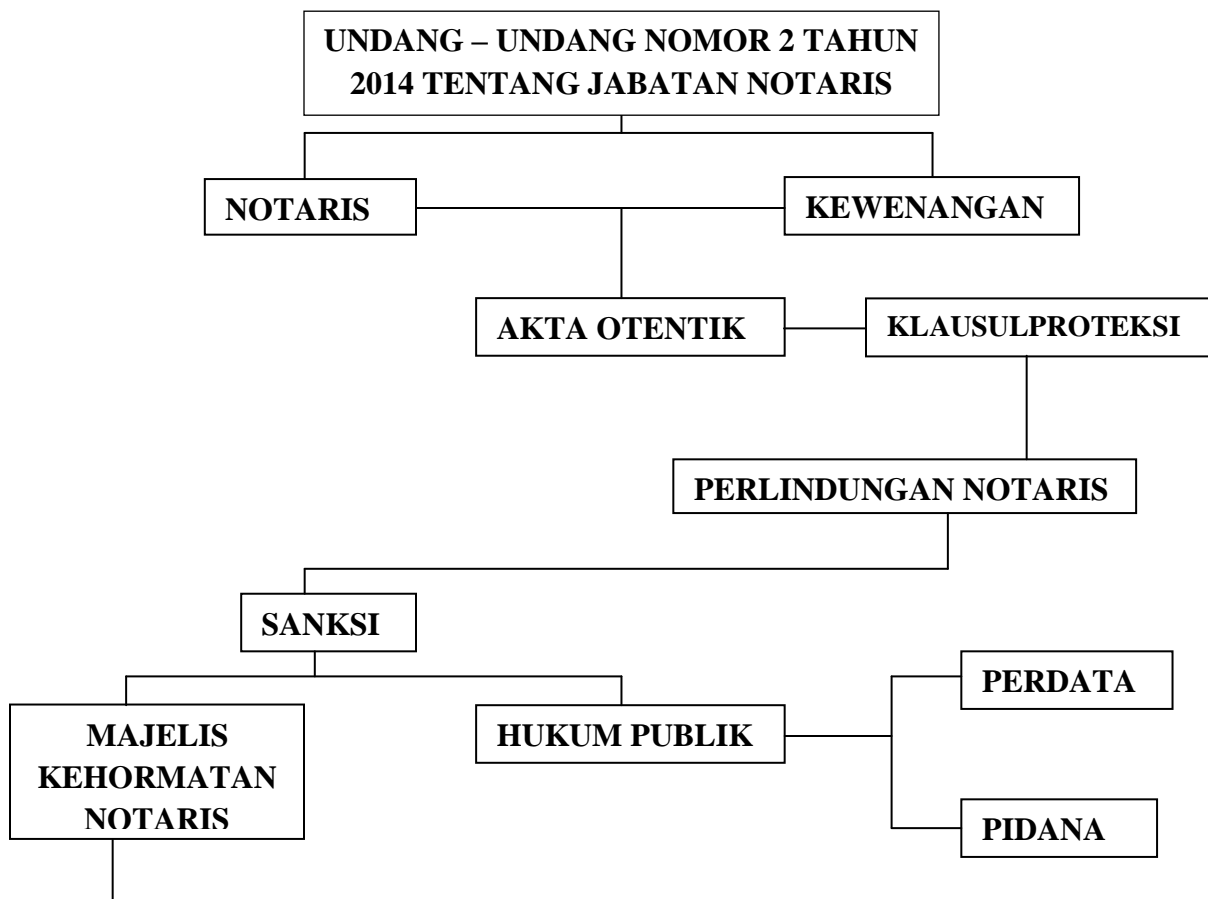 UNDANG – UNDANG NOMOR 2 TAHUN
2014 TENTANG JABATAN NOTARIS
NOTARIS
KEWENANGAN
AKTA OTENTIK
KLAUSULPROTEKSI
PERLINDUNGAN NOTARIS
SANKSI
MAJELIS
KEHORMATAN
NOTARIS
HUKUM PUBLIK
PERDATA
PIDANA